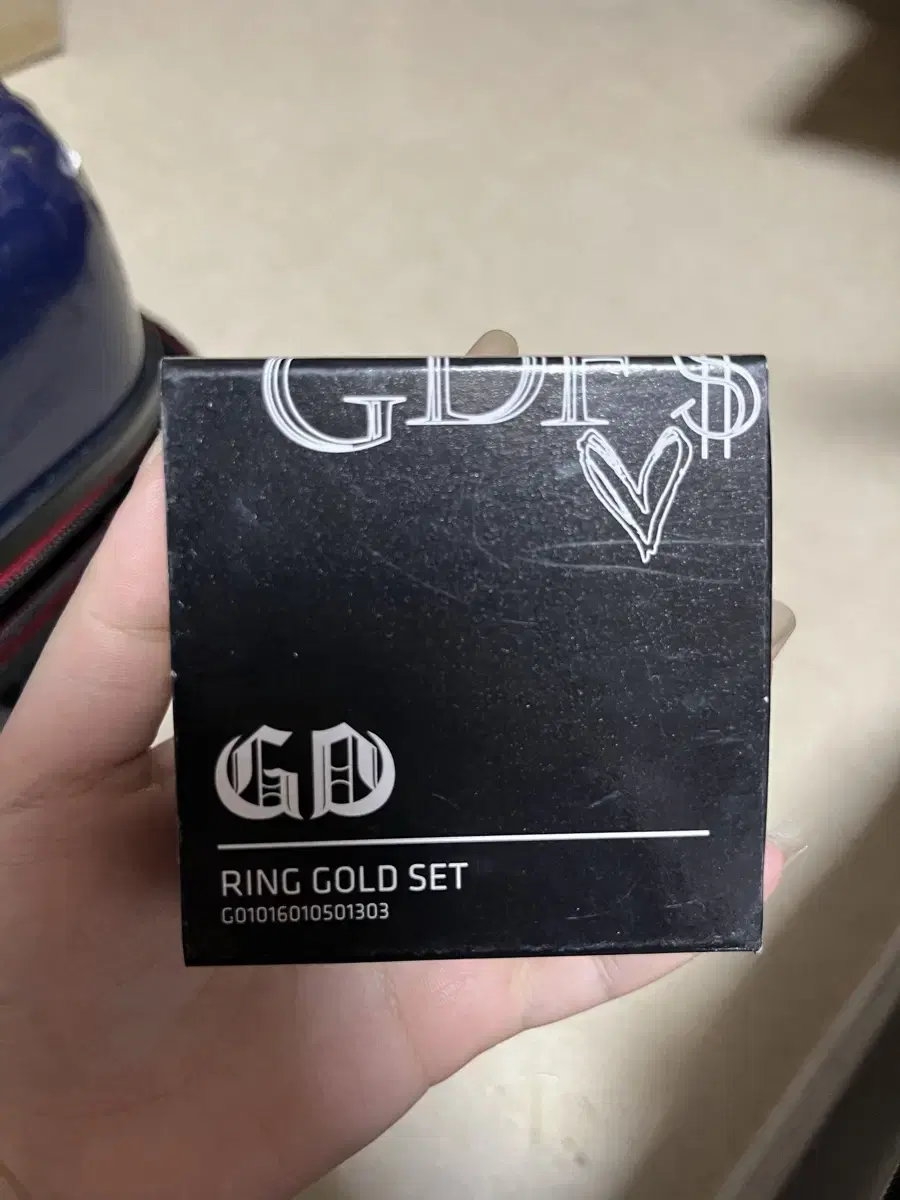 GDF$
GD
RING GOLD SET
G01016010501303